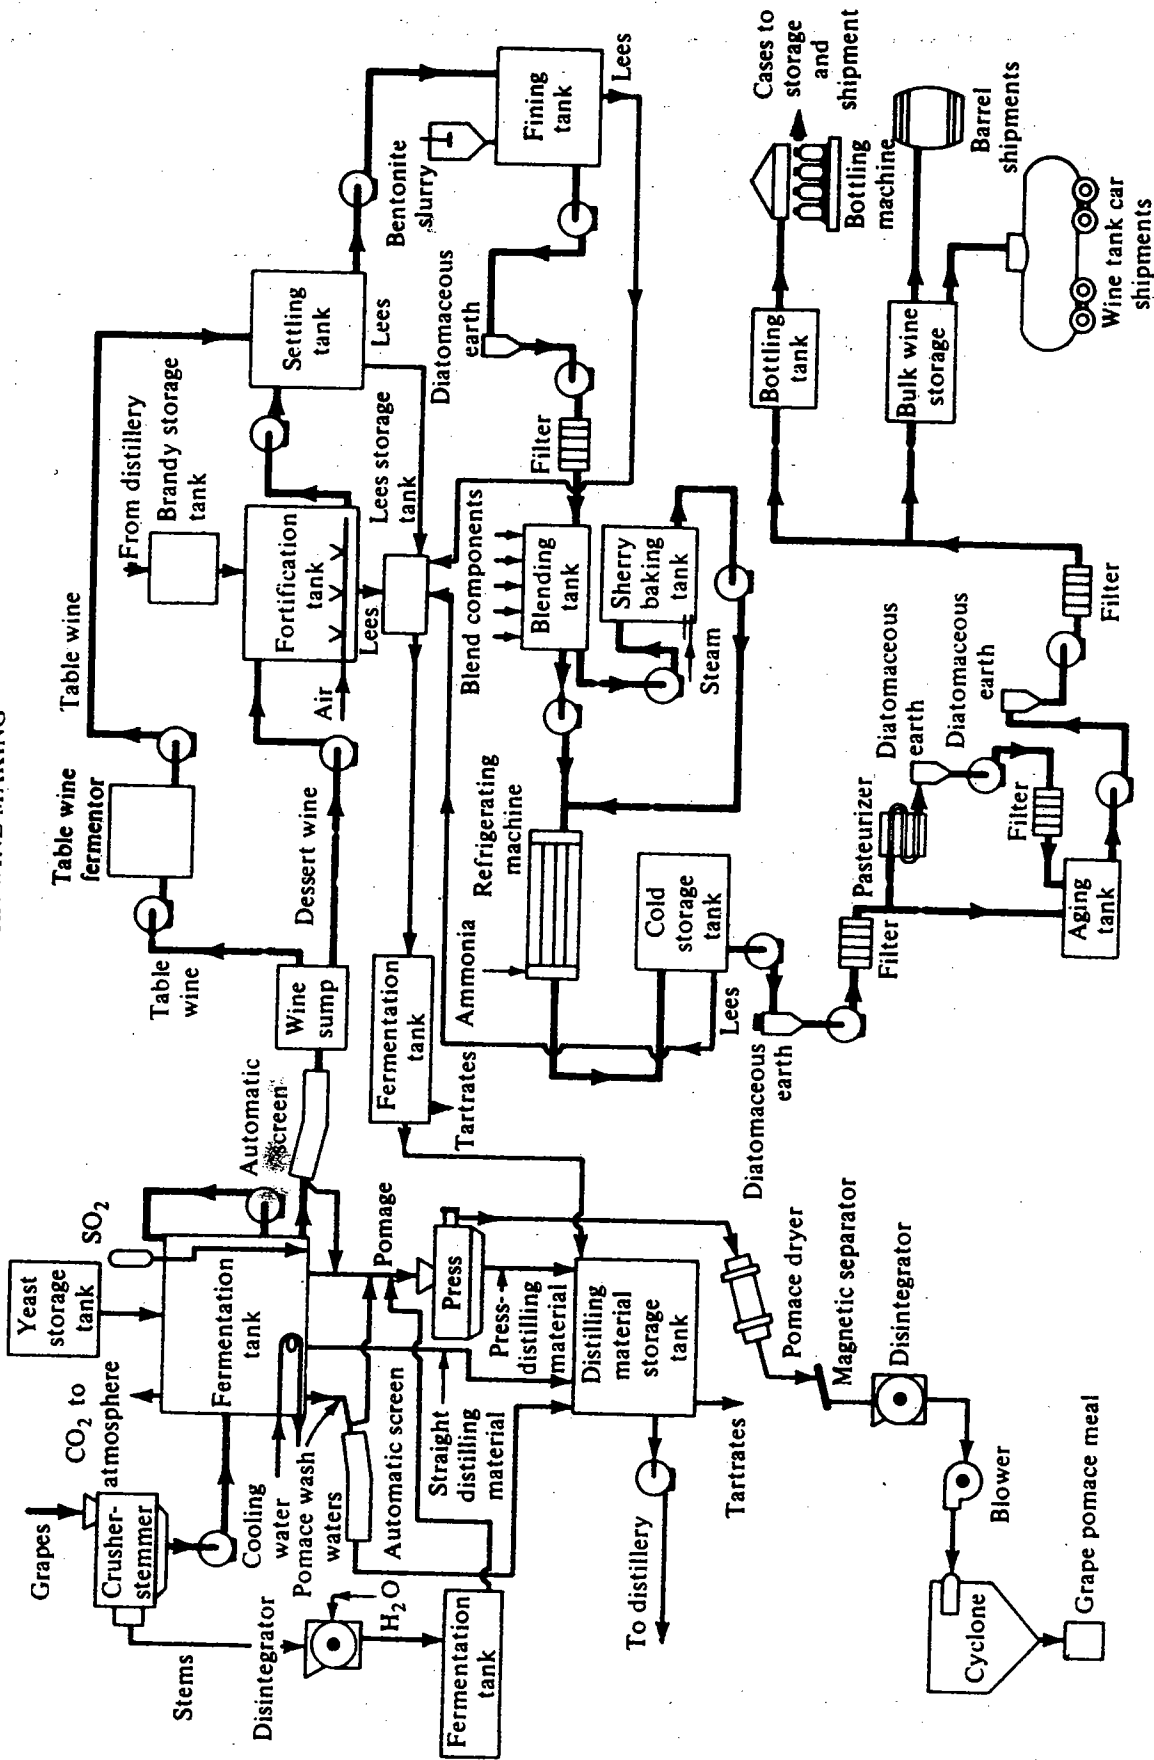 Grapes
Crusher-
stemmer
Stems
Disintegrator
H2O
Fermentation
tank
CO2 to
atmosphere
Yeast
storage
tank
SO2
Fermentation
tank
Cooling
water
Pomace wash
waters
Automatic screen
Straight
distilling
material
Pomage
Press
Press-
distilling
material
Distilling
material
storage
tank
To distillery
Tartrates
Pomace dryer
Magnetic separator
Disintegrator
Blower
Cyclone
Grape pomace meal
Automatic
screen
Wine
sump
Table
wine
Table wine
fermentor
Table wine
Dessert wine
From distillery
Brandy storage
tank
Fortification
tank
Air
Lees
Settling
tank
Lees
Lees storage
tank
Fermentation
tank
Tartrates
Bentonite
slurry
Fining
tank
Lees
Diatomaceous
earth
Filter
Blend components
Blending
tank
Sherry
baking
tank
Steam
Refrigerating
machine
Ammonia
Cold
storage
tank
Lees
Diatomaceous
earth
Filter
Pasteurizer
Diatomaceous
earth
Filter
Aging
tank
Diatomaceous
earth
Filter
Bottling
tank
Bottling
machine
Cases to
storage
and
shipment
Bulk wine
storage
Barrel
shipments
Wine tank car
shipments